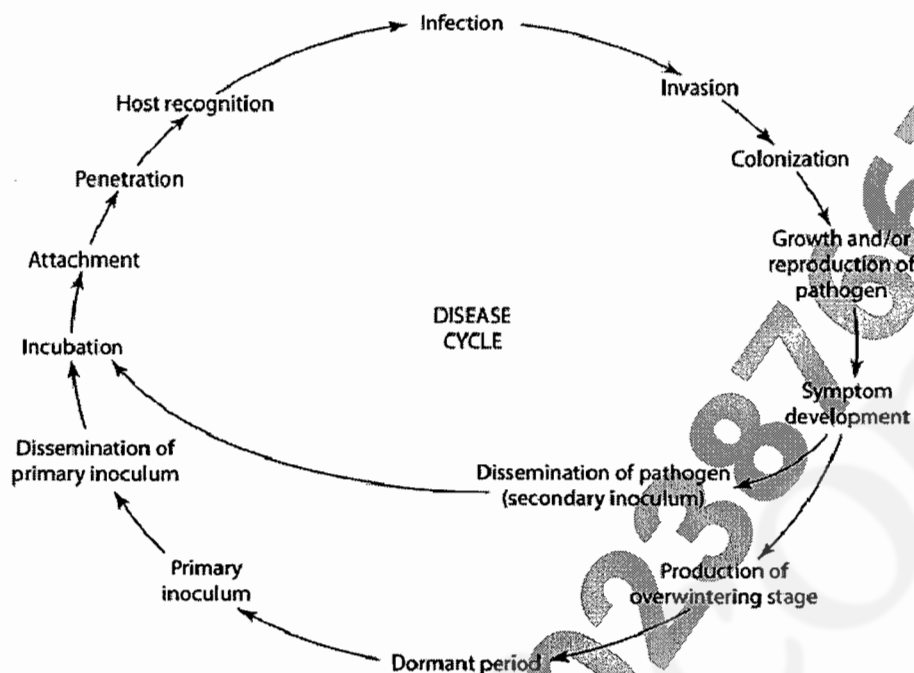 Infection
Invasion
Host recognition
Colonization
Penetration
Growth and/or
reproduction of
pathogen
Attachment
DISEASE
CYCLE
Incubation
Symptom
development
Dissemination of
primary inoculum
Dissemination of pathogen
(secondary inoculum)
Primary
inoculum
Production of
overwintering stage
Dormant period